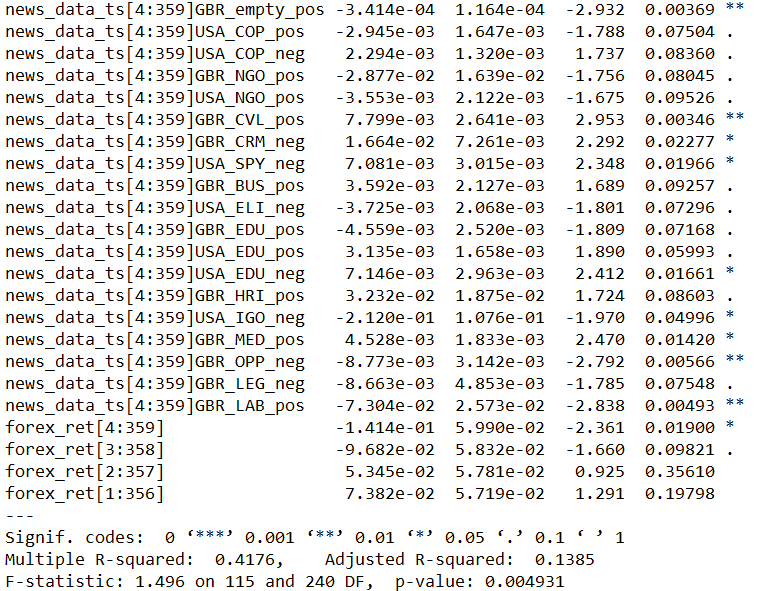 news_data_ts[4:359]GBR_empty_pos -3.414e-04 1.164e-04 -2.932 0.00369 **
news_data_ts[4:359]USA_COP_pos -2.945e-03 1.647e-03 -1.788 0.07504 .
news_data_ts[4:359]USA_COP_neg 2.294e-03 1.320e-03 1.737 0.08360 .
news_data_ts[4:359]GBR_NGO_pos -2.877e-02 1.639e-02 -1.756 0.08045 .
news_data_ts[4:359]USA_NGO_pos -3.553e-03 2.122e-03 -1.675 0.09526 .
news_data_ts[4:359]GBR_CVL_pos 7.799e-03 2.641e-03 2.953 0.00346 **
news_data_ts[4:359]GBR_CRM_neg 1.664e-02 7.261e-03 2.292 0.02277 *
news_data_ts[4:359]USA_SPY_neg 7.081e-03 3.015e-03 2.348 0.01966 *
news_data_ts[4:359]GBR_BUS_pos 3.592e-03 2.127e-03 1.689 0.09257 .
news_data_ts[4:359]USA_ELI_neg -3.725e-03 2.068e-03 -1.801 0.07296 .
news_data_ts[4:359]GBR_EDU_pos -4.559e-03 2.520e-03 -1.809 0.07168 .
news_data_ts[4:359]USA_EDU_pos 3.135e-03 1.658e-03 1.890 0.05993 .
news_data_ts[4:359]USA_EDU_neg 7.146e-03 2.963e-03 2.412 0.01661 *
news_data_ts[4:359]GBR_HRI_pos 3.232e-02 1.875e-02 1.724 0.08603 .
news_data_ts[4:359]USA_IGO_neg -2.120e-01 1.076e-01 -1.970 0.04996 *
news_data_ts[4:359]GBR_MED_pos 4.528e-03 1.833e-03 2.470 0.01420 *
news_data_ts[4:359]GBR_OPP_neg -8.773e-03 3.142e-03 -2.792 0.00566 **
news_data_ts[4:359]GBR_LEG_neg -8.663e-03 4.853e-03 -1.785 0.07548 .
news_data_ts[4:359]GBR_LAB_pos -7.304e-02 2.573e-02 -2.838 0.00493 **
forex_ret[4:359] -1.414e-01 5.990e-02 -2.361 0.01900 *
forex_ret[3:358] -9.682e-02 5.832e-02 -1.660 0.09821 .
forex_ret[2:357] 5.345e-02 5.781e-02 0.925 0.35610
forex_ret[1:356] 7.382e-02 5.719e-02 1.291 0.19798
---
Signif. codes: 0 ‘***’ 0.001 ‘**’ 0.01 ‘*’ 0.05 ‘.’ 0.1 ‘ ’ 1
Multiple R-squared: 0.4176, Adjusted R-squared: 0.1385
F-statistic: 1.496 on 115 and 240 DF, p-value: 0.004931